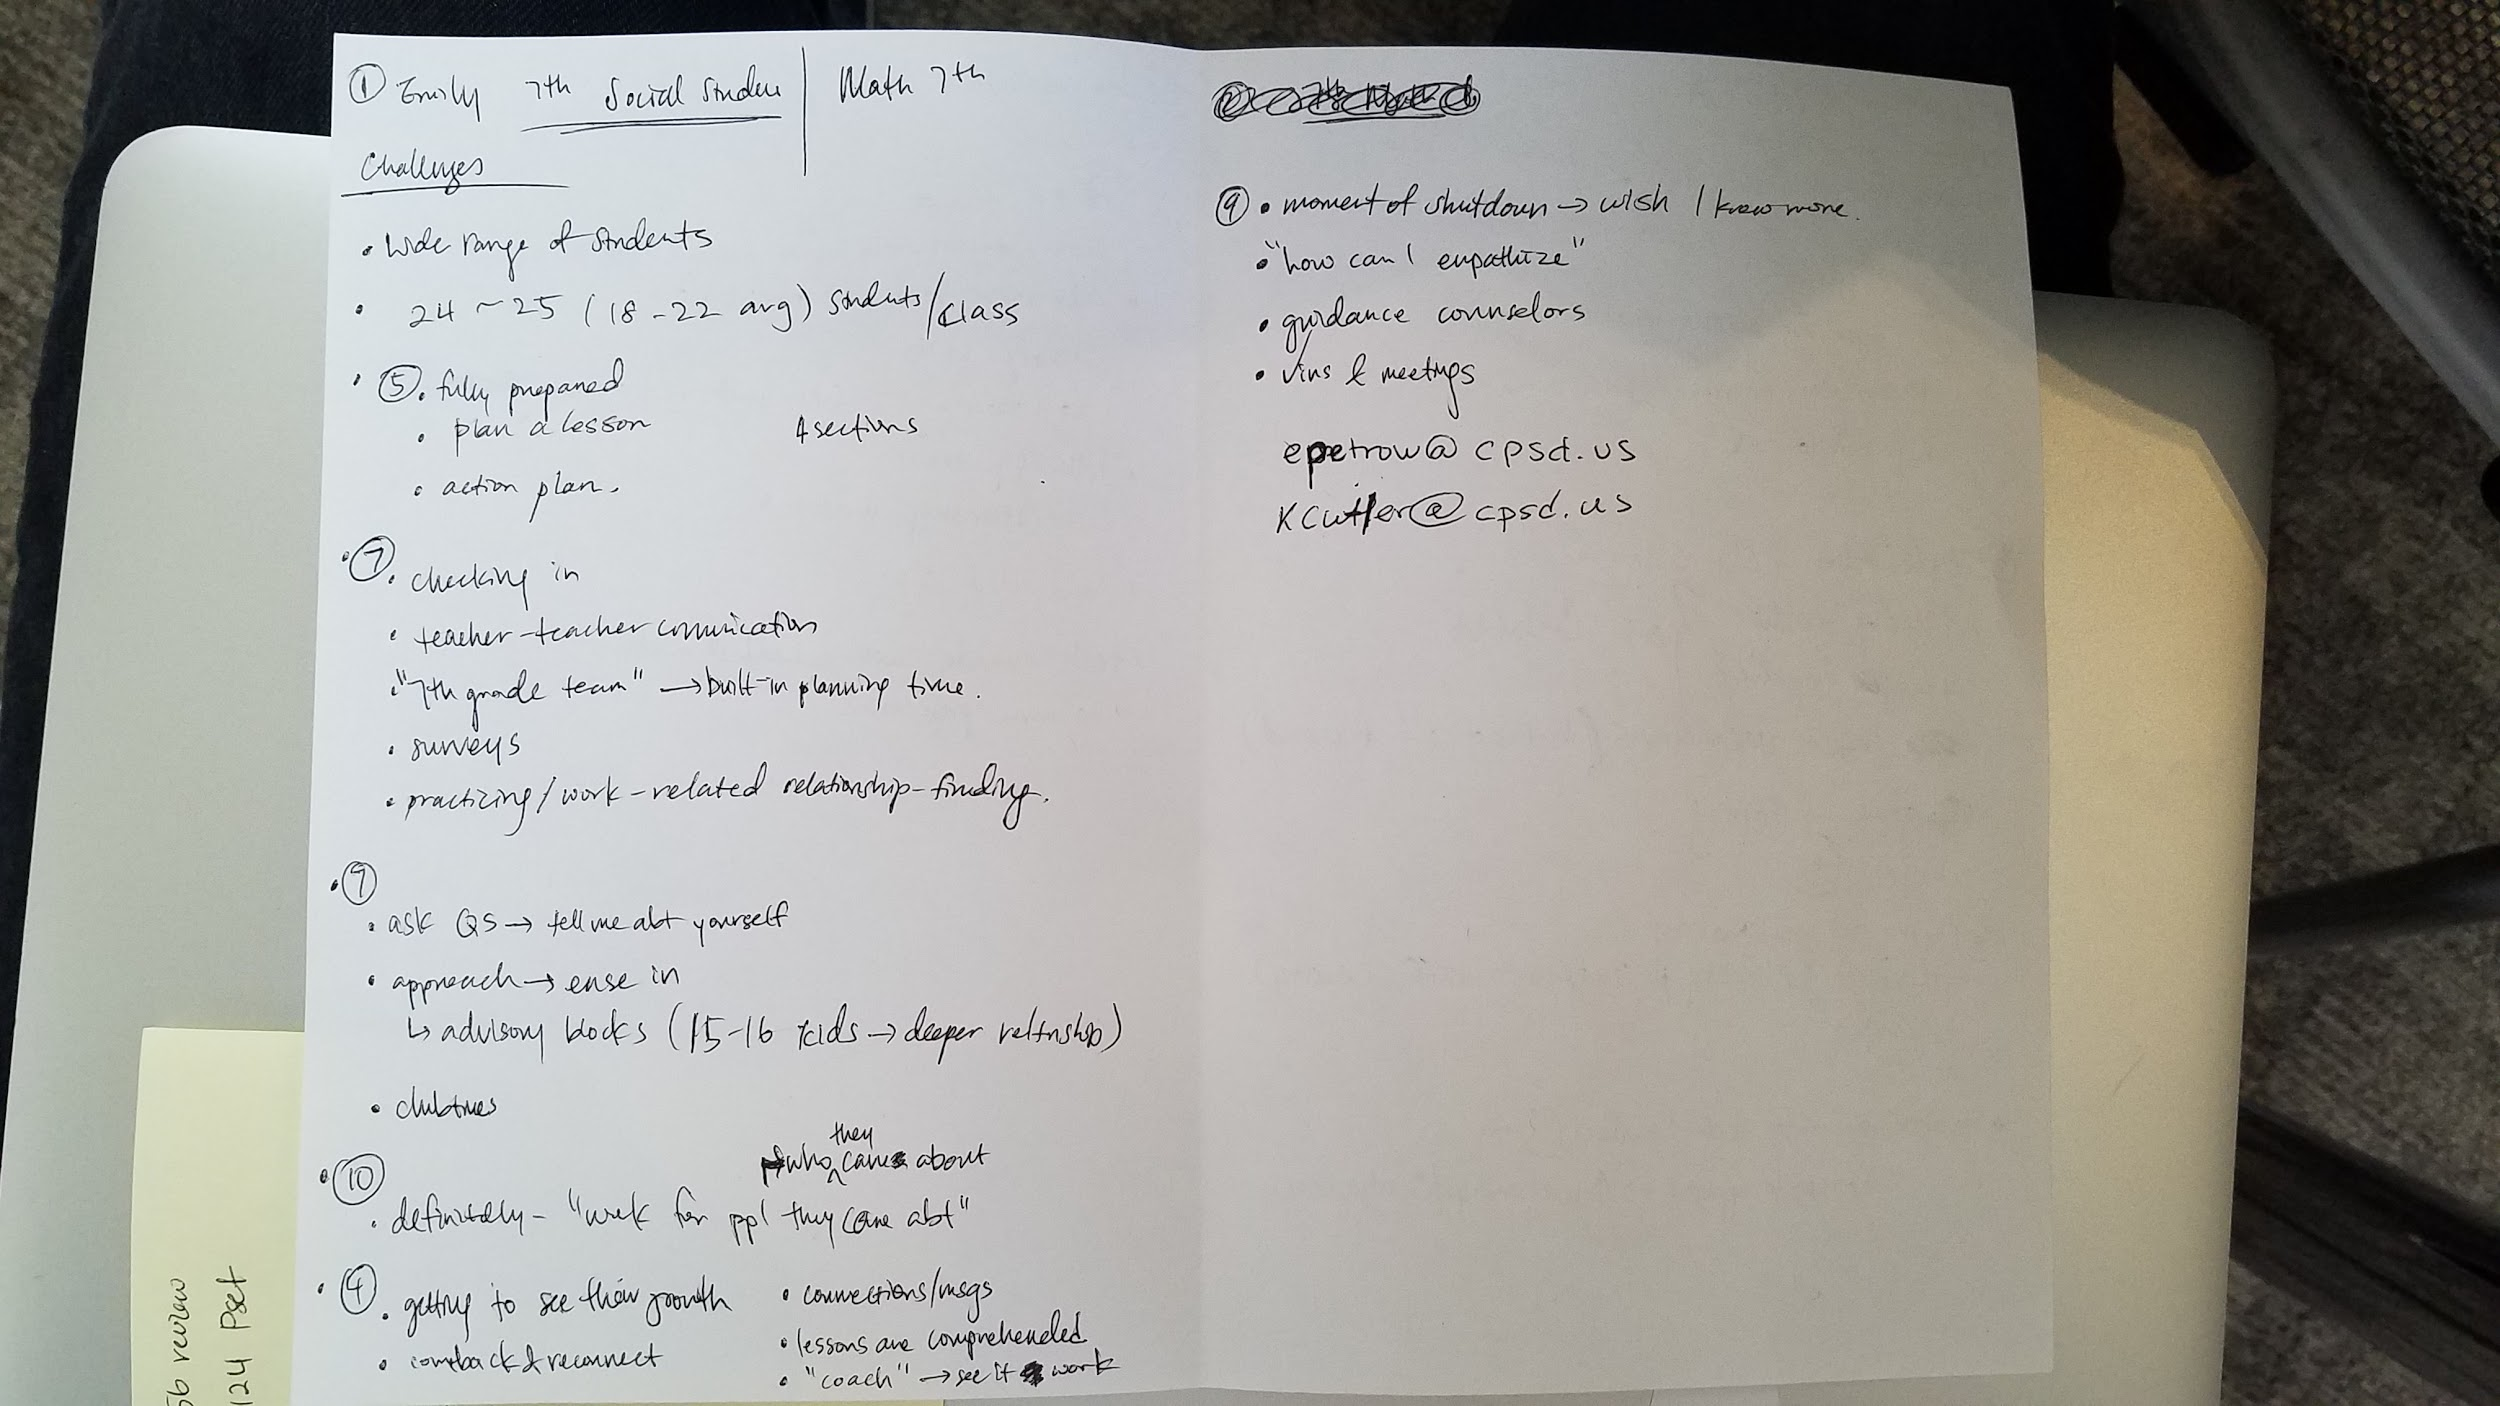 ① Emily 7th Social Studies | Math 7th
Challenges
• Wide range of students
• 24 ~ 25 (18 - 22 avg) students/class
• ⑤ • fully prepared
• plan a lesson 4 sections
• action plan.
• ⑦ • checking in
• teacher-teacher communication
• "7th grade team" → built-in planning time.
• surveys
• practicing/work-related relationship-finding.
• ⑨
• ask QS → tell me abt yourself
• approach → ease in
↳ advisory blocks (15-16 kids → deeper reltnship)
• clubtimes
• ⑩ who they care about
• definitely - "work for ppl they care abt"
• ④ • getting to see their growth
• comeback & reconnect
• connections/msgs
• lessons are comprehended
• "coach" → see it work
⑨ • moment of shutdown → wish I knew more.
• "how can I empathize"
• guidance counselors
• & meetings
epetrow@cpsd.us
KCutler@cpsd.us
5b review
124 Pset